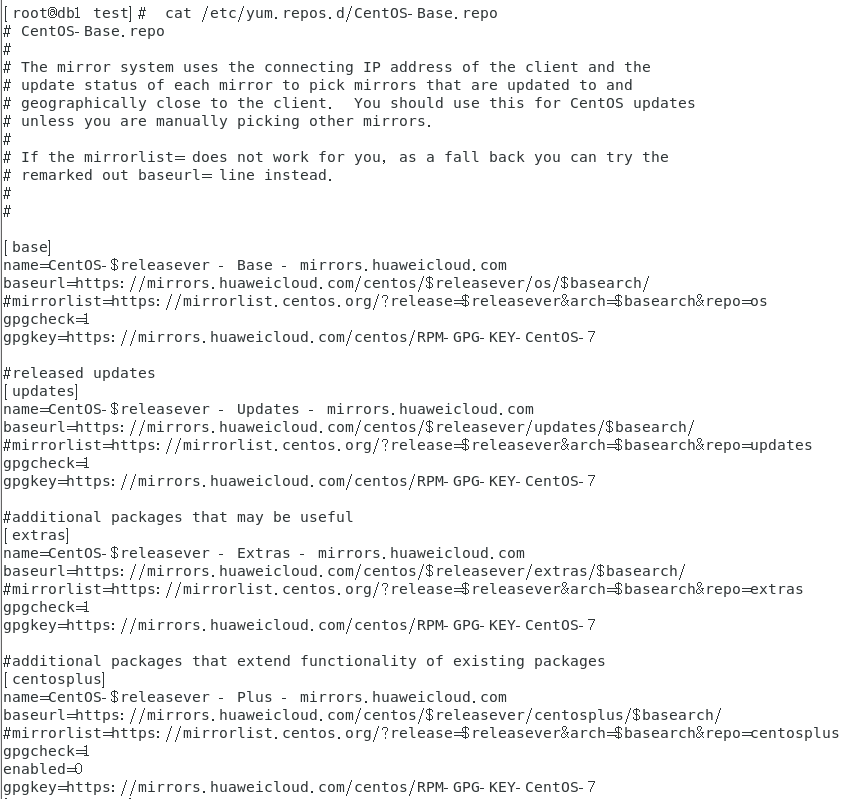 [root@db1 test]#  cat /etc/yum.repos.d/CentOS-Base.repo
# CentOS-Base.repo
#
# The mirror system uses the connecting IP address of the client and the
# update status of each mirror to pick mirrors that are updated to and
# geographically close to the client.  You should use this for CentOS updates
# unless you are manually picking other mirrors.
#
# If the mirrorlist= does not work for you, as a fall back you can try the
# remarked out baseurl= line instead.
#
#
[base]
name=CentOS-$releasever - Base - mirrors.huaweicloud.com
baseurl=https://mirrors.huaweicloud.com/centos/$releasever/os/$basearch/
#mirrorlist=https://mirrorlist.centos.org/?release=$releasever&arch=$basearch&repo=os
gpgcheck=1
gpgkey=https://mirrors.huaweicloud.com/centos/RPM-GPG-KEY-CentOS-7
#released updates
[updates]
name=CentOS-$releasever - Updates - mirrors.huaweicloud.com
baseurl=https://mirrors.huaweicloud.com/centos/$releasever/updates/$basearch/
#mirrorlist=https://mirrorlist.centos.org/?release=$releasever&arch=$basearch&repo=updates
gpgcheck=1
gpgkey=https://mirrors.huaweicloud.com/centos/RPM-GPG-KEY-CentOS-7
#additional packages that may be useful
[extras]
name=CentOS-$releasever - Extras - mirrors.huaweicloud.com
baseurl=https://mirrors.huaweicloud.com/centos/$releasever/extras/$basearch/
#mirrorlist=https://mirrorlist.centos.org/?release=$releasever&arch=$basearch&repo=extras
gpgcheck=1
gpgkey=https://mirrors.huaweicloud.com/centos/RPM-GPG-KEY-CentOS-7
#additional packages that extend functionality of existing packages
[centosplus]
name=CentOS-$releasever - Plus - mirrors.huaweicloud.com
baseurl=https://mirrors.huaweicloud.com/centos/$releasever/centosplus/$basearch/
#mirrorlist=https://mirrorlist.centos.org/?release=$releasever&arch=$basearch&repo=centosplus
gpgcheck=1
enabled=0
gpgkey=https://mirrors.huaweicloud.com/centos/RPM-GPG-KEY-CentOS-7